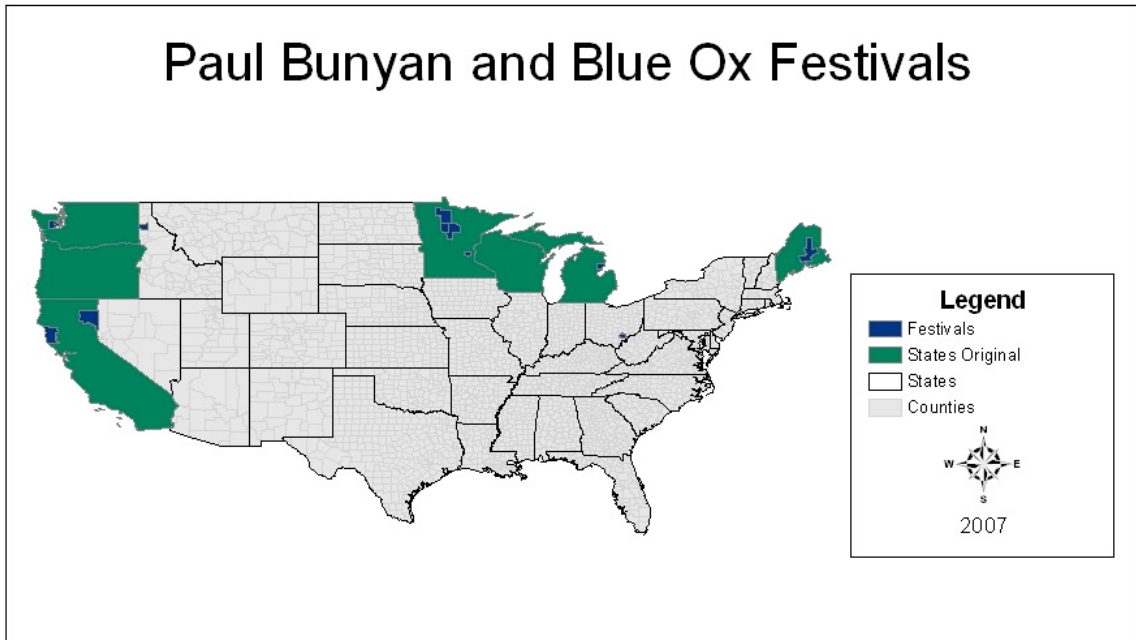 Paul Bunyan and Blue Ox Festivals
Legend
Festivals
States Original
States
Counties
N
W E
S
2007